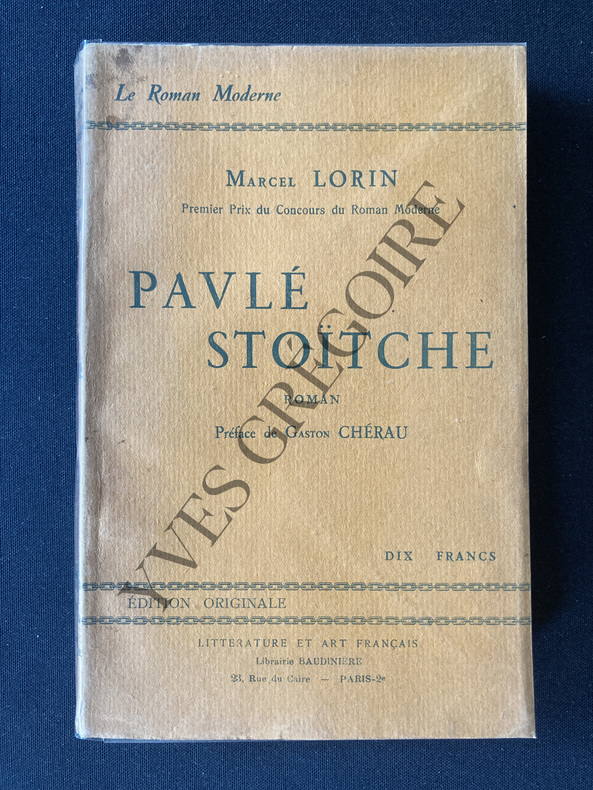 Le Roman Moderne
MARCEL LORIN
Premier Prix du Concours du Roman Moderne
PAVLÉ
STOÏTCHE
ROMAN
Préface de GASTON CHÉRAU
DIX FRANCS
ÉDITION ORIGINALE
LITTÉRATURE ET ART FRANÇAIS
Librairie BAUDINIÈRE
23, Rue du Caire — PARIS-2e
YVES GRÉGOIRE